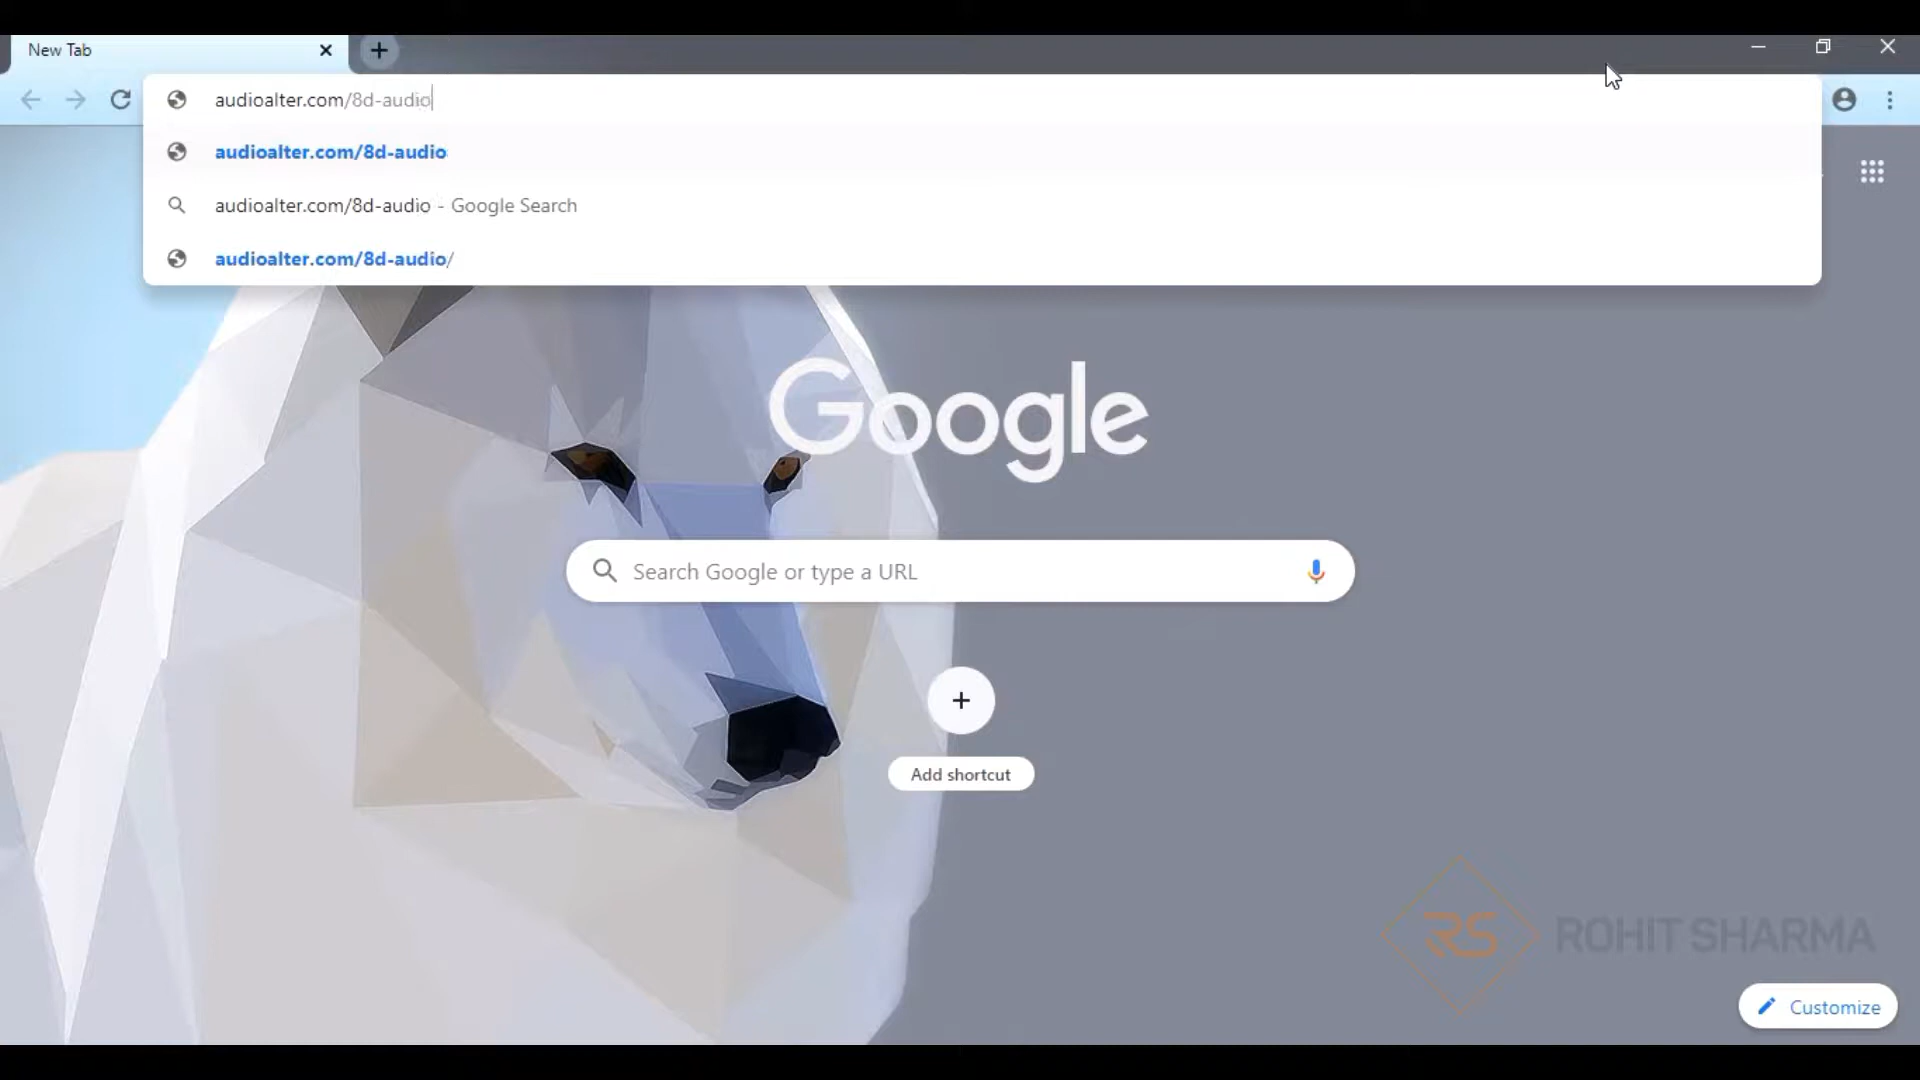 New Tab
audioalter.com/8d-audio
audioalter.com/8d-audio
audioalter.com/8d-audio - Google Search
audioalter.com/8d-audio/
Google
Search Google or type a URL
Add shortcut
RS ROHIT SHARMA
Customize